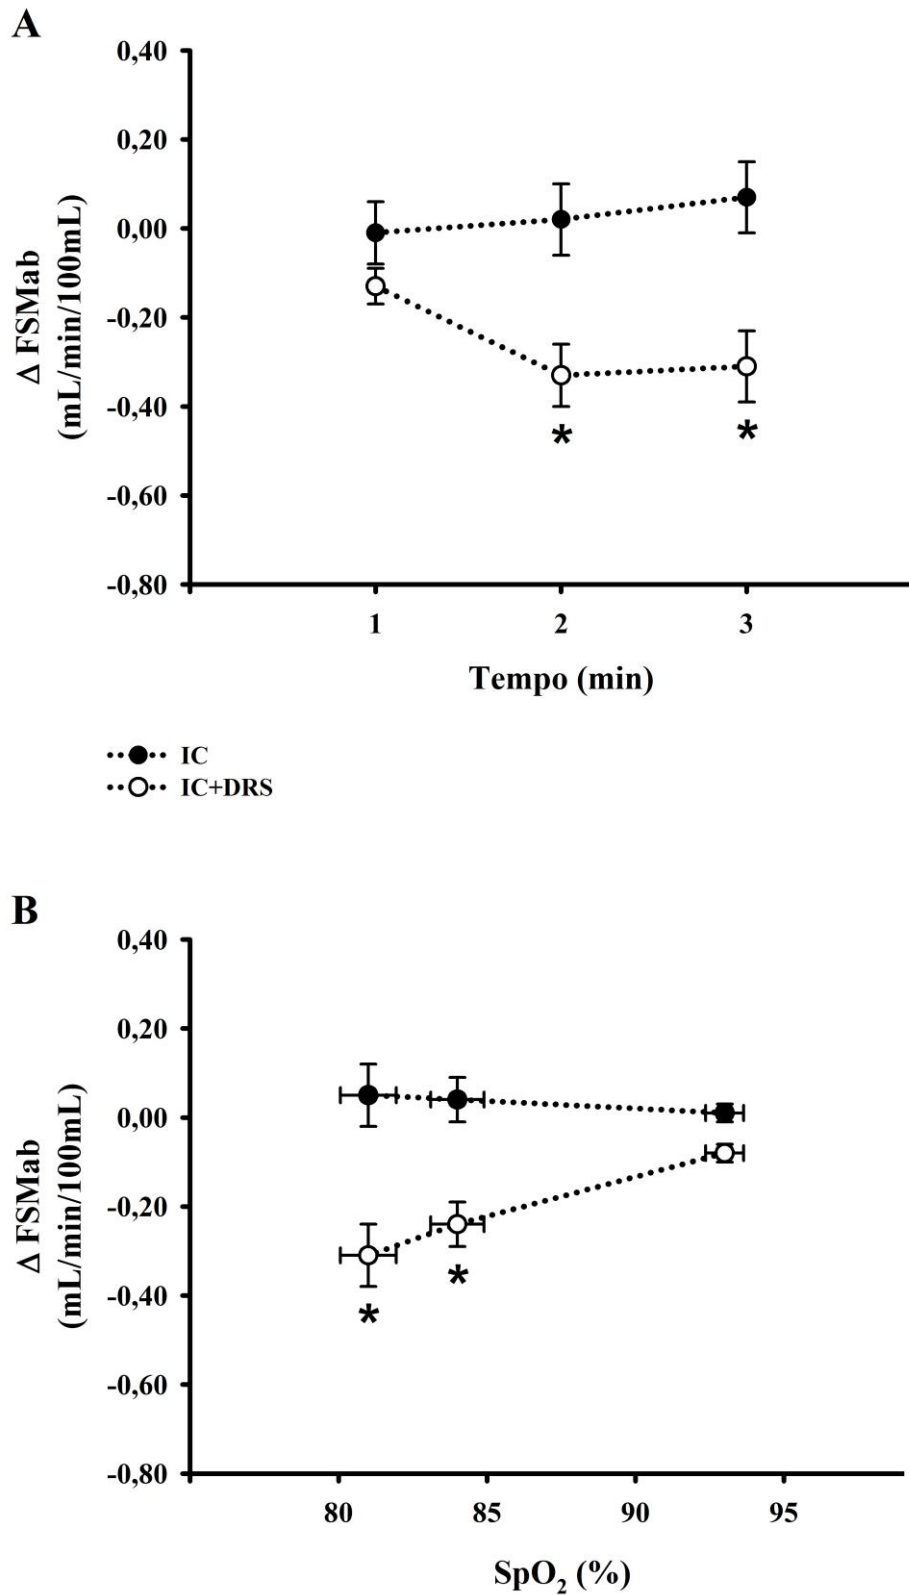 A
0,40
0,20
0,00
-0,20
-0,40
-0,60
-0,80
Δ FSMab
(mL/min/100mL)
*
*
1
2
3
Tempo (min)
IC
IC+DRS
B
0,40
0,20
0,00
-0,20
-0,40
-0,60
-0,80
Δ FSMab
(mL/min/100mL)
*
*
80
85
90
95
SpO₂ (%)